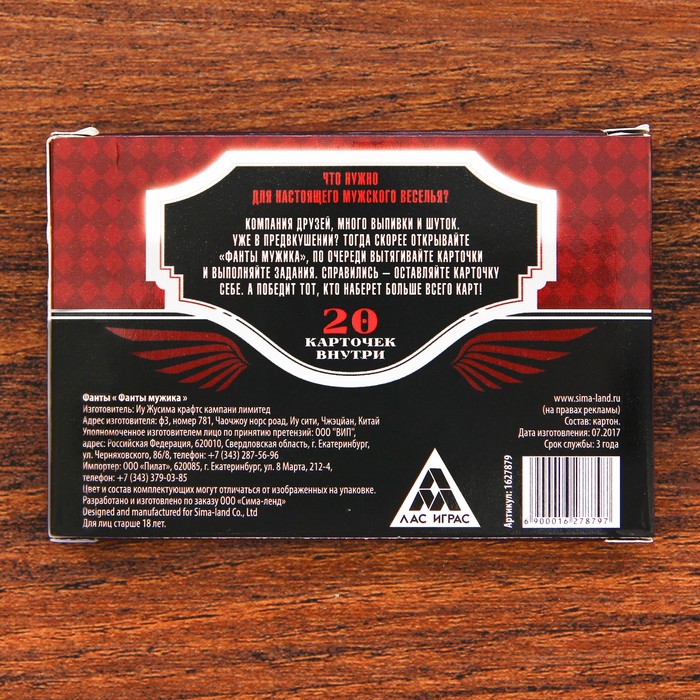 ЧТО НУЖНО
ДЛЯ НАСТОЯЩЕГО МУЖСКОГО ВЕСЕЛЬЯ?
КОМПАНИЯ ДРУЗЕЙ, МНОГО ВЫПИВКИ И ШУТОК.
УЖЕ В ПРЕДВКУШЕНИИ? ТОГДА СКОРЕЕ ОТКРЫВАЙТЕ
«ФАНТЫ МУЖИКА», ПО ОЧЕРЕДИ ВЫТЯГИВАЙТЕ КАРТОЧКИ
И ВЫПОЛНЯЙТЕ ЗАДАНИЯ. СПРАВИЛИСЬ – ОСТАВЛЯЙТЕ КАРТОЧКУ
СЕБЕ. А ПОБЕДИТ ТОТ, КТО НАБЕРЕТ БОЛЬШЕ ВСЕГО КАРТ!
20
КАРТОЧЕК
ВНУТРИ
Фанты « Фанты мужика »
Изготовитель: Иу Жусима крафтс кампани лимитед
Адрес изготовителя: ф3, номер 781, Чаочжоу норс роад, Иу сити, Чжэцйан, Китай
Уполномоченное изготовителем лицо по принятию претензий: ООО "ВИП",
адрес: Российская Федерация, 620010, Свердловская область, г. Екатеринбург,
ул. Черняховского, 86/8, телефон: +7 (343) 287-56-96
Импортер: ООО «Пилат», 620085, г. Екатеринбург, ул. 8 Марта, 212-4,
телефон: +7 (343) 379-03-85
Цвет и состав комплектующих могут отличаться от изображенных на упаковке.
Разработано и изготовлено по заказу ООО «Сима-ленд»
Designed and manufactured for Sima-land Co., Ltd
Для лиц старше 18 лет.
ЛАС ИГРАС
www.sima-land.ru
(на правах рекламы)
Состав: картон.
Дата изготовления: 07.2017
Срок службы: 3 года
Артикул: 1627879
6 900016 278797